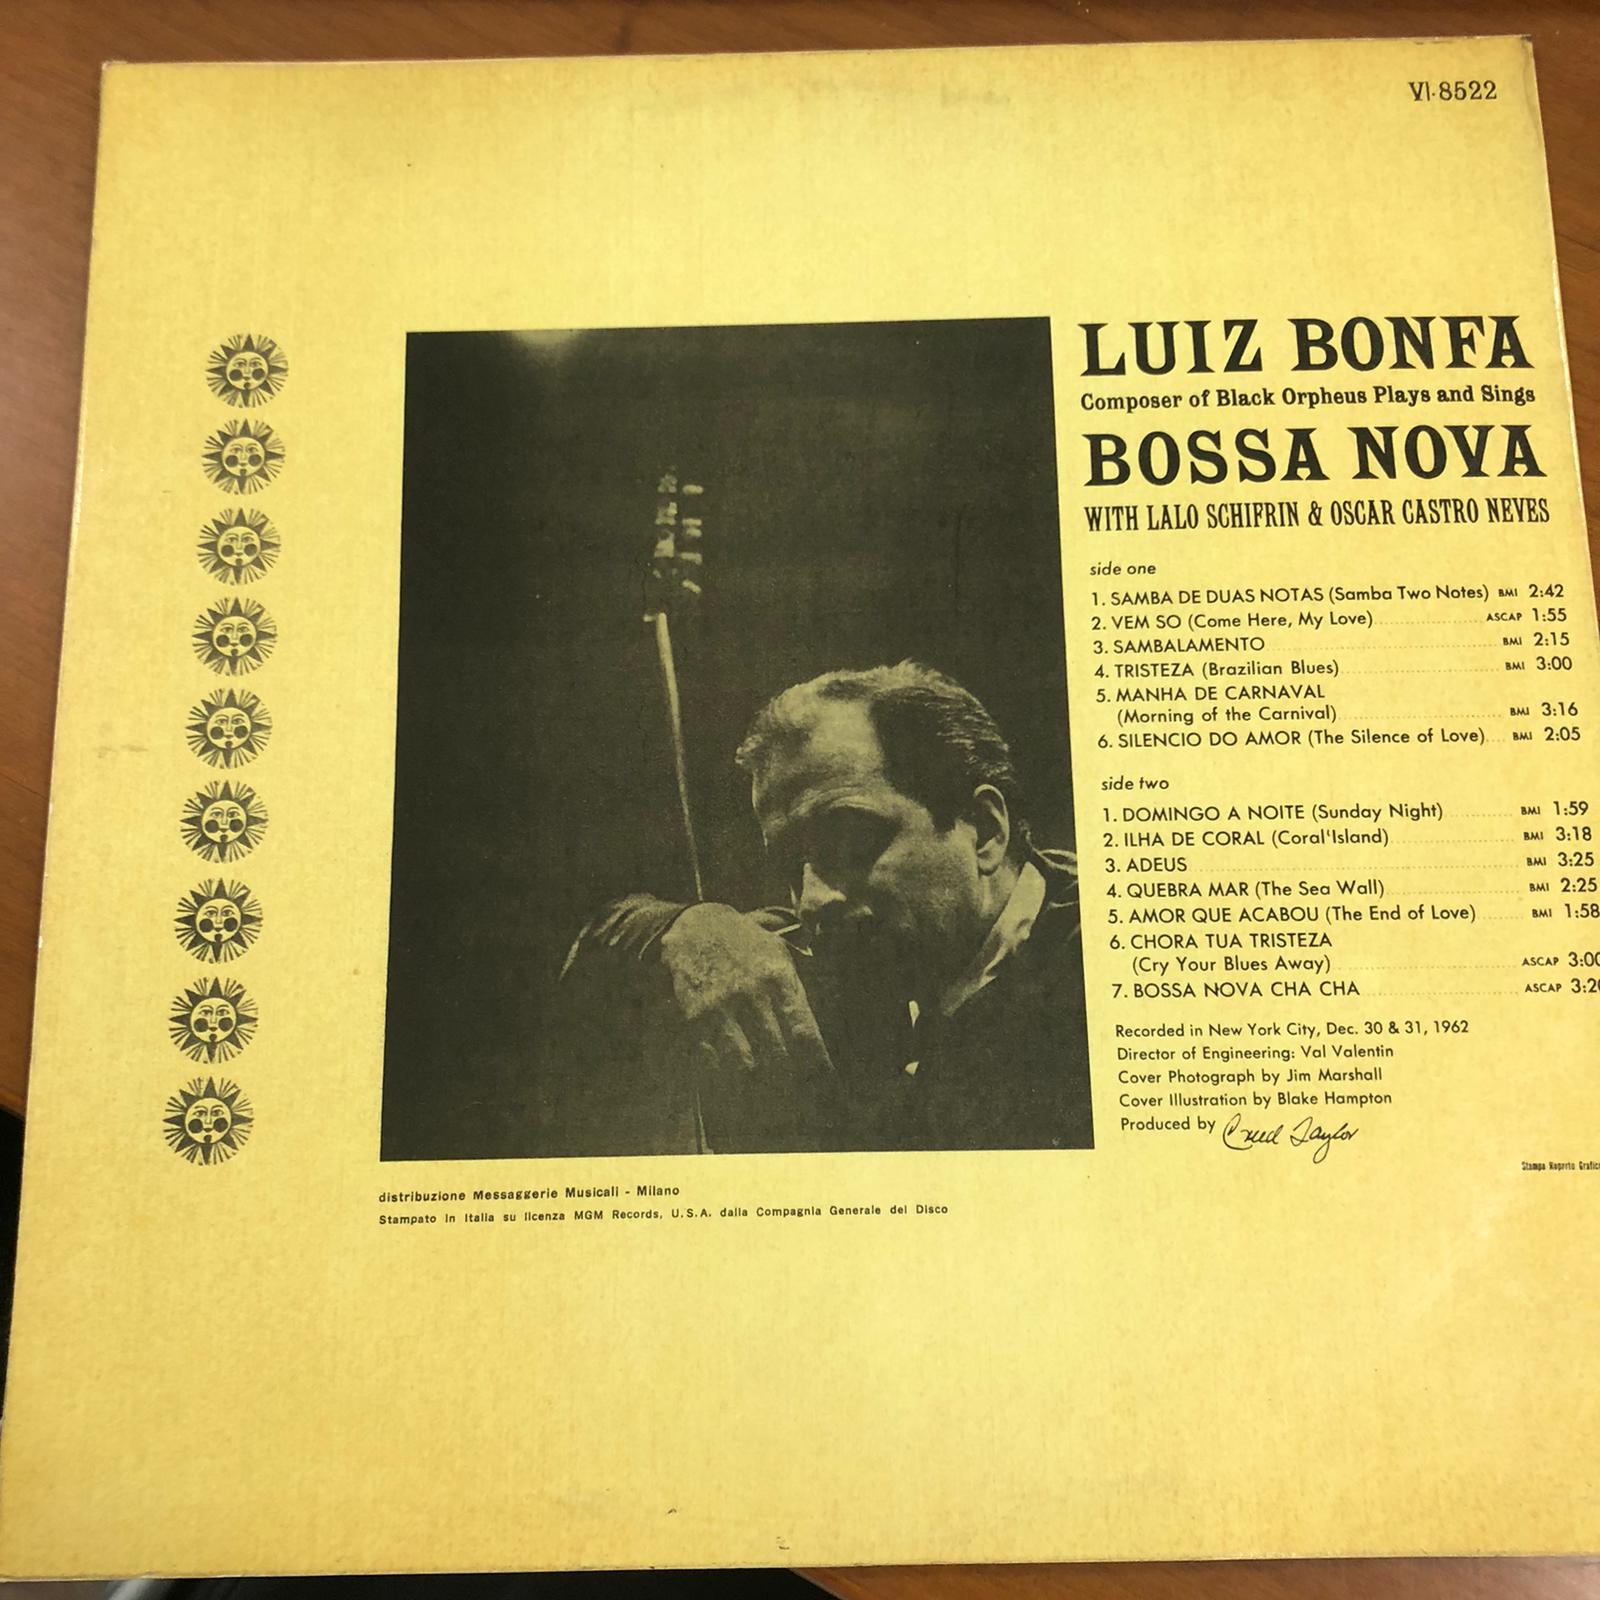 VI-8522
LUIZ BONFA
Composer of Black Orpheus Plays and Sings
BOSSA NOVA
WITH LALO SCHIFRIN & OSCAR CASTRO NEVES
side one
1. SAMBA DE DUAS NOTAS (Samba Two Notes) BMI 2:42
2. VEM SO (Come Here, My Love) ASCAP 1:55
3. SAMBALAMENTO BMI 2:15
4. TRISTEZA (Brazilian Blues) BMI 3:00
5. MANHA DE CARNAVAL
(Morning of the Carnival) BMI 3:16
6. SILENCIO DO AMOR (The Silence of Love) BMI 2:05
side two
1. DOMINGO A NOITE (Sunday Night) BMI 1:59
2. ILHA DE CORAL (Coral'Island) BMI 3:18
3. ADEUS BMI 3:25
4. QUEBRA MAR (The Sea Wall) BMI 2:25
5. AMOR QUE ACABOU (The End of Love) BMI 1:58
6. CHORA TUA TRISTEZA
(Cry Your Blues Away) ASCAP 3:00
7. BOSSA NOVA CHA CHA ASCAP 3:20
Recorded in New York City, Dec. 30 & 31, 1962
Director of Engineering: Val Valentin
Cover Photograph by Jim Marshall
Cover Illustration by Blake Hampton
Produced by Creed Taylor
Stampa Reparto
distribuzione Messaggerie Musicali - Milano
Stampato in Italia su licenza MGM Records, U.S.A. dalla Compagnia Generale del Disco